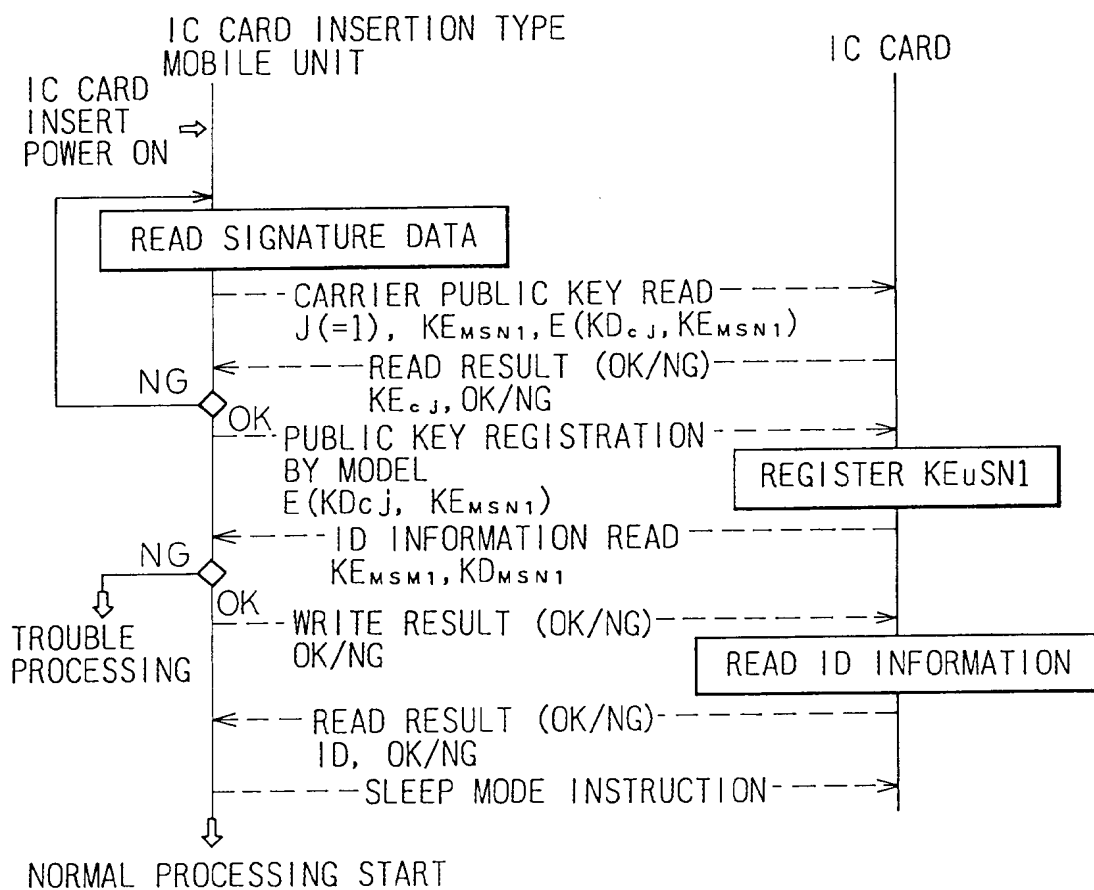 IC CARD INSERTION TYPE
MOBILE UNIT
IC CARD
IC CARD
INSERT
POWER ON
READ SIGNATURE DATA
CARRIER PUBLIC KEY READ
J(=1), KEMSN1,E(KDcj,KEMSN1)
READ RESULT (OK/NG)
KEcj,OK/NG
NG
OK
PUBLIC KEY REGISTRATION
BY MODEL
E(KDcj, KEMSN1)
REGISTER KEuSN1
ID INFORMATION READ
KEMSM1,KDMSN1
NG
OK
TROUBLE
PROCESSING
WRITE RESULT (OK/NG)
OK/NG
READ ID INFORMATION
READ RESULT (OK/NG)
ID, OK/NG
SLEEP MODE INSTRUCTION
NORMAL PROCESSING START